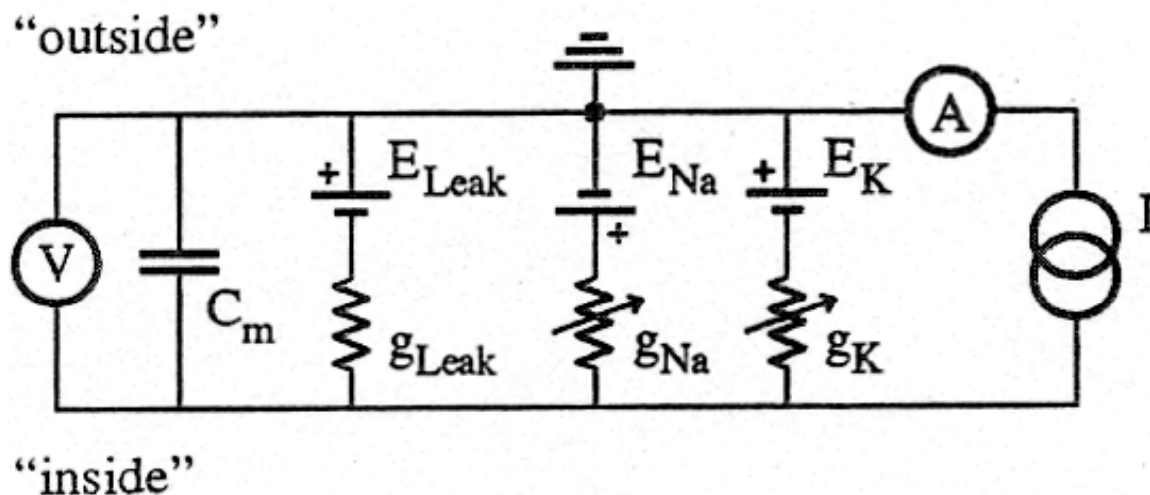 “outside”
A
+ E_Leak
E_Na
+ E_K
I
V
C_m
+
g_Leak
g_Na
g_K
“inside”